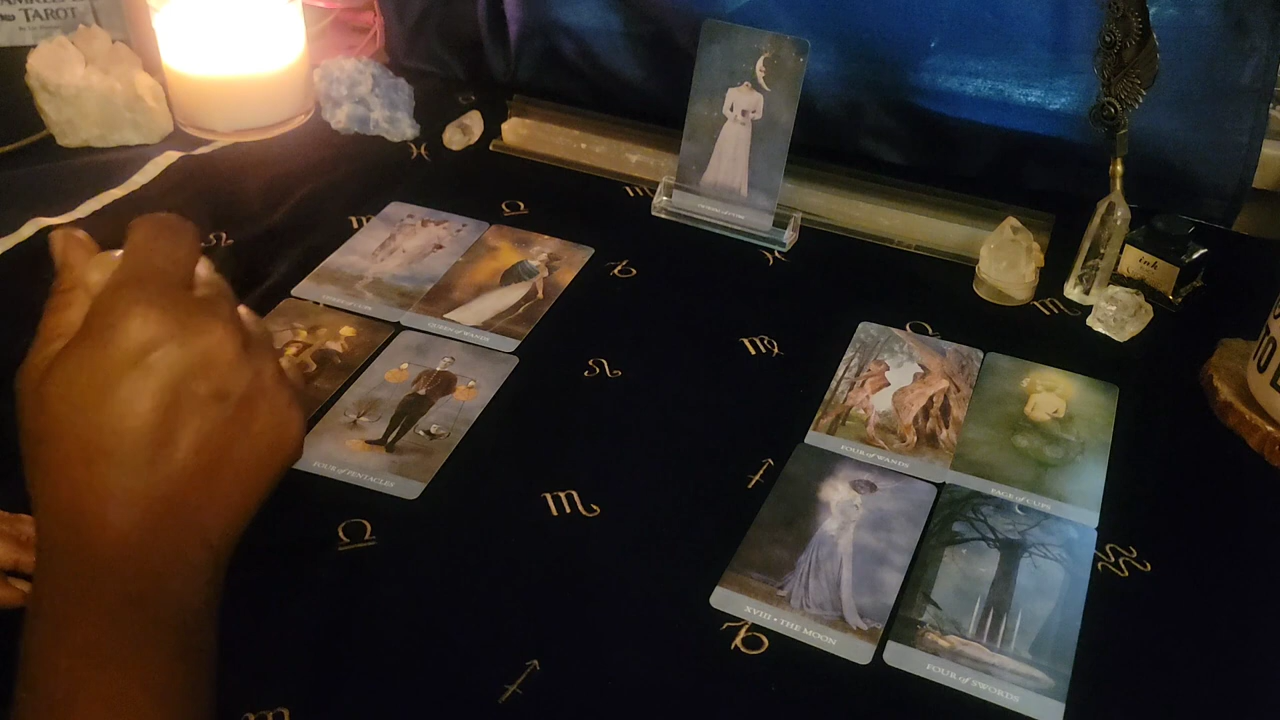 TAROT
QUEEN of WANDS
FOUR of PENTACLES
FOUR of WANDS
PAGE of CUPS
XVIII • THE MOON
FOUR of SWORDS
ink